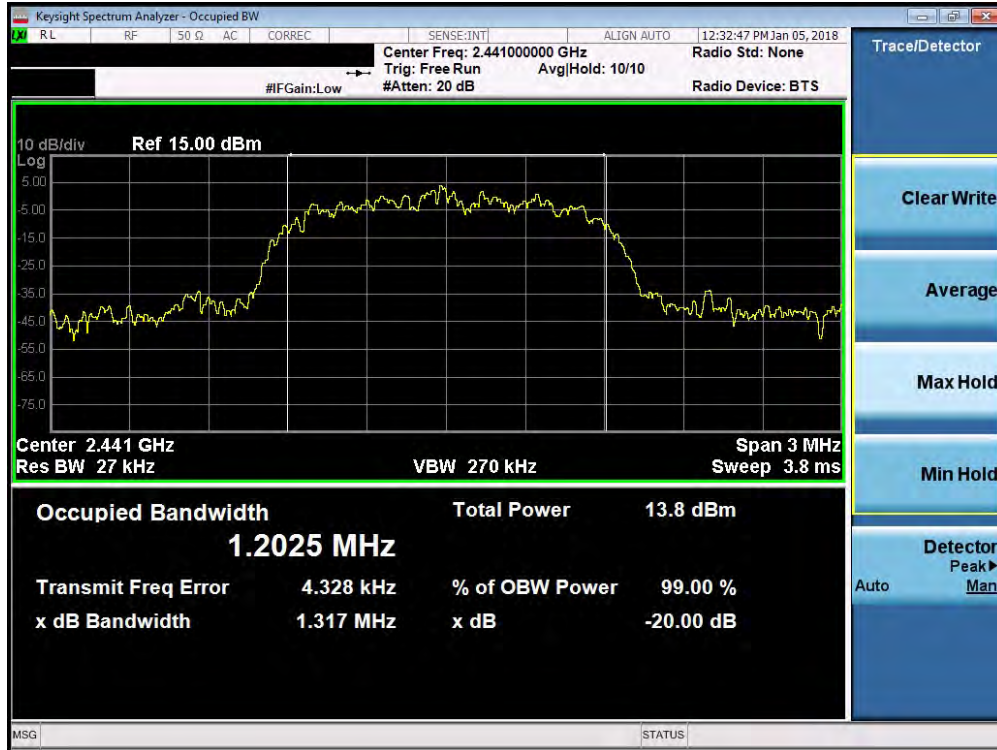 Keysight Spectrum Analyzer - Occupied BW
LXI RL RF 50 Ω AC CORREC SENSE:INT ALIGN AUTO 12:32:47 PM Jan 05, 2018
Center Freq: 2.441000000 GHz Radio Std: None
Trig: Free Run Avg|Hold: 10/10
#IFGain:Low #Atten: 20 dB Radio Device: BTS
10 dB/div Ref 15.00 dBm
Log
5.00
-5.00
-15.0
-25.0
-35.0
-45.0
-55.0
-65.0
-75.0
Center 2.441 GHz Span 3 MHz
Res BW 27 kHz VBW 270 kHz Sweep 3.8 ms
Occupied Bandwidth Total Power 13.8 dBm
1.2025 MHz
Transmit Freq Error 4.328 kHz % of OBW Power 99.00 %
x dB Bandwidth 1.317 MHz x dB -20.00 dB
MSG STATUS
Trace/Detector
Clear Write
Average
Max Hold
Min Hold
Detector
Peak▶
Auto Man